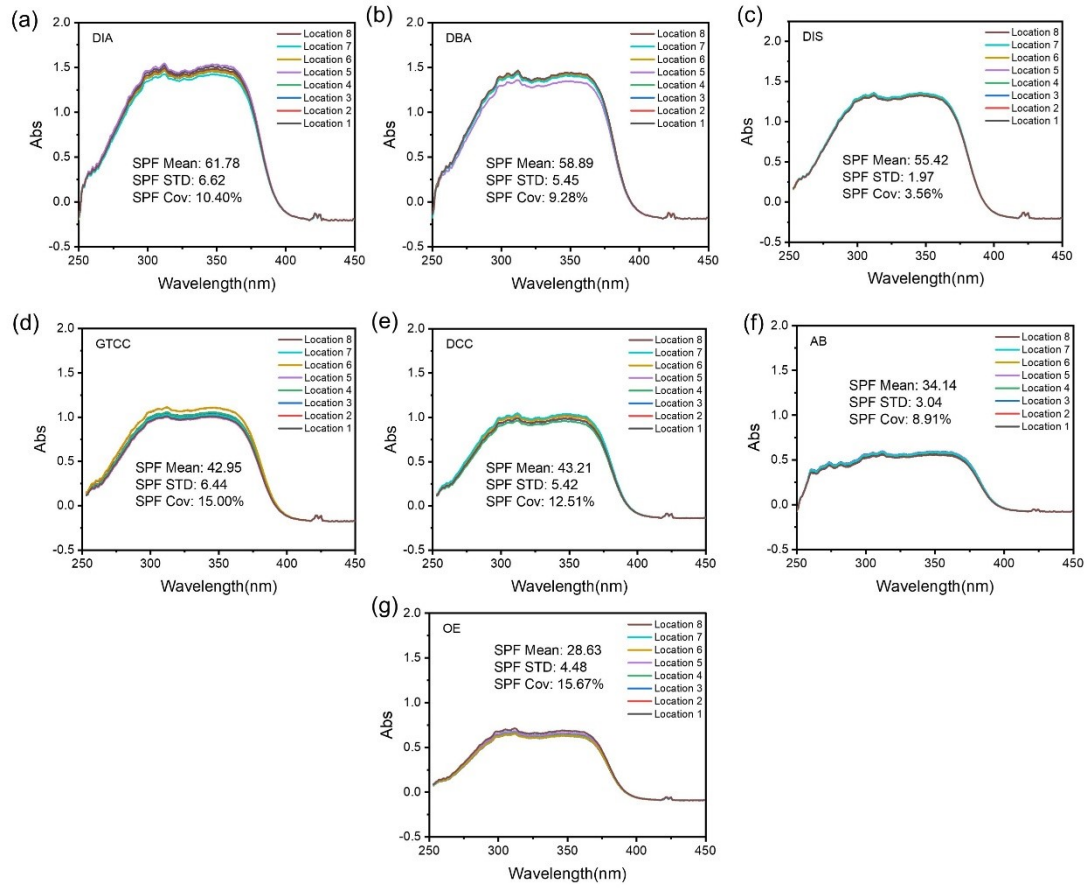 (a)
DIA
Location 8
Location 7
Location 6
Location 5
Location 4
Location 3
Location 2
Location 1
SPF Mean: 61.78
SPF STD: 6.62
SPF Cov: 10.40%
2.0
1.5
1.0
0.5
0.0
-0.5
Abs
250 300 350 400 450
Wavelength(nm)
(b)
DBA
Location 8
Location 7
Location 6
Location 5
Location 4
Location 3
Location 2
Location 1
SPF Mean: 58.89
SPF STD: 5.45
SPF Cov: 9.28%
2.0
1.5
1.0
0.5
0.0
-0.5
Abs
250 300 350 400 450
Wavelength(nm)
(c)
DIS
Location 8
Location 7
Location 6
Location 5
Location 4
Location 3
Location 2
Location 1
SPF Mean: 55.42
SPF STD: 1.97
SPF Cov: 3.56%
2.0
1.5
1.0
0.5
0.0
-0.5
Abs
250 300 350 400 450
Wavelength(nm)
(d)
GTCC
Location 8
Location 7
Location 6
Location 5
Location 4
Location 3
Location 2
Location 1
SPF Mean: 42.95
SPF STD: 6.44
SPF Cov: 15.00%
2.0
1.5
1.0
0.5
0.0
-0.5
Abs
250 300 350 400 450
Wavelength(nm)
(e)
DCC
Location 8
Location 7
Location 6
Location 5
Location 4
Location 3
Location 2
Location 1
SPF Mean: 43.21
SPF STD: 5.42
SPF Cov: 12.51%
2.0
1.5
1.0
0.5
0.0
-0.5
Abs
250 300 350 400 450
Wavelength(nm)
(f)
AB
Location 8
Location 7
Location 6
Location 5
Location 4
Location 3
Location 2
Location 1
SPF Mean: 34.14
SPF STD: 3.04
SPF Cov: 8.91%
2.0
1.5
1.0
0.5
0.0
-0.5
Abs
250 300 350 400 450
Wavelength(nm)
(g)
OE
Location 8
Location 7
Location 6
Location 5
Location 4
Location 3
Location 2
Location 1
SPF Mean: 28.63
SPF STD: 4.48
SPF Cov: 15.67%
2.0
1.5
1.0
0.5
0.0
-0.5
Abs
250 300 350 400 450
Wavelength(nm)